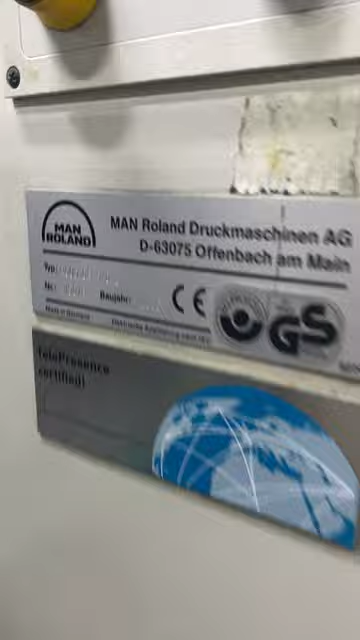 MAN
ROLAND
MAN Roland Druckmaschinen AG
D-63075 Offenbach am Main
Typ:
Nr.:
Baujahr:
CE
GS
Made in Germany
telePresence
certified!